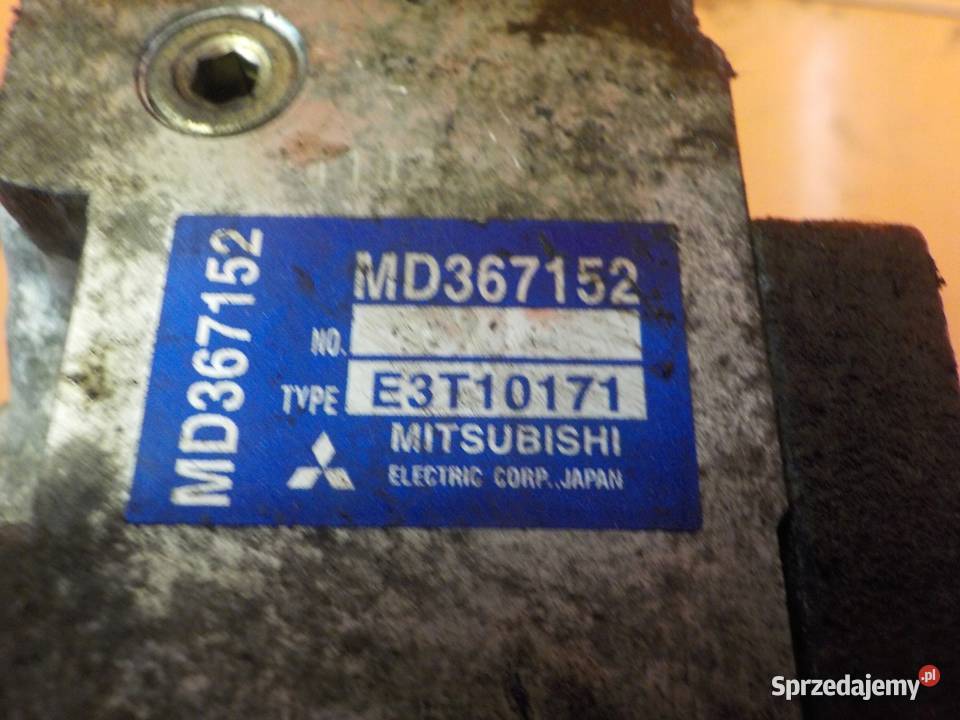 MD367152
MD367152
NO.
TYPE E3T10171
MITSUBISHI
ELECTRIC CORP., JAPAN
Sprzedajemy.pl